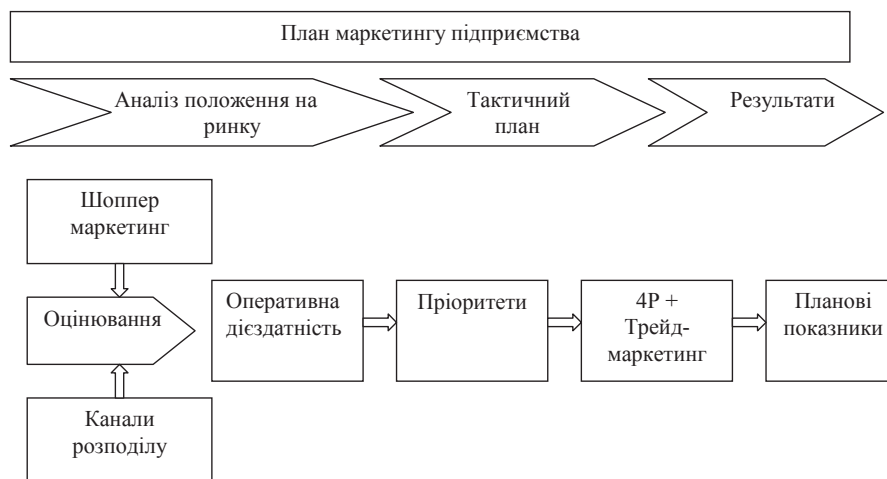 План маркетингу підприємства
Аналіз положення на
ринку
Тактичний
план
Результати
Шоппер
маркетинг
Оцінювання
Канали
розподілу
Оперативна
дієздатність
Пріоритети
4P +
Трейд-
маркетинг
Планові
показники